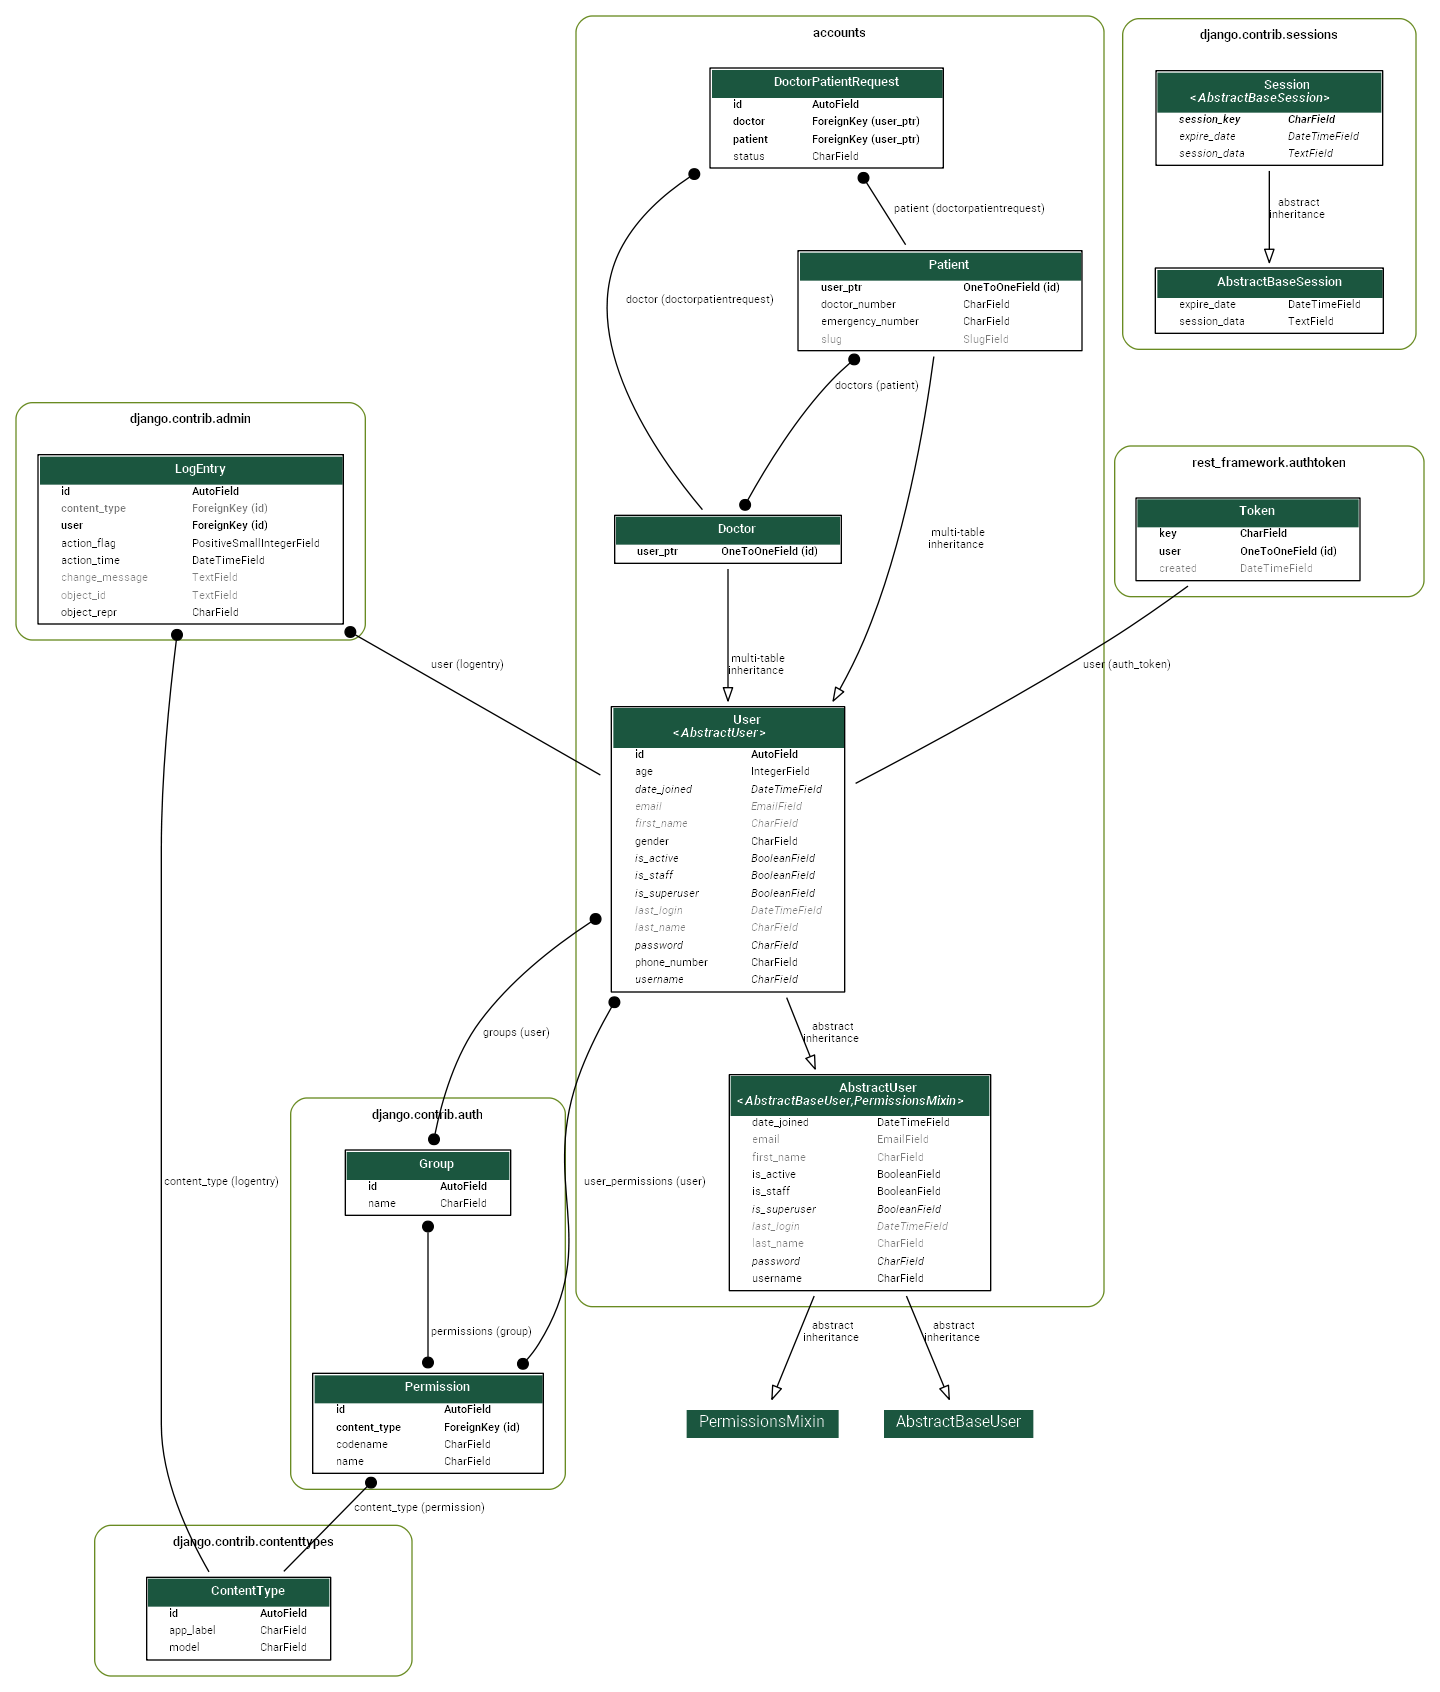 accounts
DoctorPatientRequest
id AutoField
doctor ForeignKey (user_ptr)
patient ForeignKey (user_ptr)
status CharField
patient (doctorpatientrequest)
doctor (doctorpatientrequest)
Patient
user_ptr OneToOneField (id)
doctor_number CharField
emergency_number CharField
slug SlugField
doctors (patient)
multi-table
inheritance
Doctor
user_ptr OneToOneField (id)
multi-table
inheritance
User
<AbstractUser>
id AutoField
age IntegerField
date_joined DateTimeField
email EmailField
first_name CharField
gender CharField
is_active BooleanField
is_staff BooleanField
is_superuser BooleanField
last_login DateTimeField
last_name CharField
password CharField
phone_number CharField
username CharField
abstract
inheritance
AbstractUser
<AbstractBaseUser,PermissionsMixin>
date_joined DateTimeField
email EmailField
first_name CharField
is_active BooleanField
is_staff BooleanField
is_superuser BooleanField
last_login DateTimeField
last_name CharField
password CharField
username CharField
abstract
inheritance
abstract
inheritance
PermissionsMixin
AbstractBaseUser
django.contrib.sessions
Session
<AbstractBaseSession>
session_key CharField
expire_date DateTimeField
session_data TextField
abstract
inheritance
AbstractBaseSession
expire_date DateTimeField
session_data TextField
rest_framework.authtoken
Token
key CharField
user OneToOneField (id)
created DateTimeField
user (auth_token)
django.contrib.admin
LogEntry
id AutoField
content_type ForeignKey (id)
user ForeignKey (id)
action_flag PositiveSmallIntegerField
action_time DateTimeField
change_message TextField
object_id TextField
object_repr CharField
user (logentry)
content_type (logentry)
groups (user)
user_permissions (user)
django.contrib.auth
Group
id AutoField
name CharField
permissions (group)
Permission
id AutoField
content_type ForeignKey (id)
codename CharField
name CharField
content_type (permission)
django.contrib.contenttypes
ContentType
id AutoField
app_label CharField
model CharField